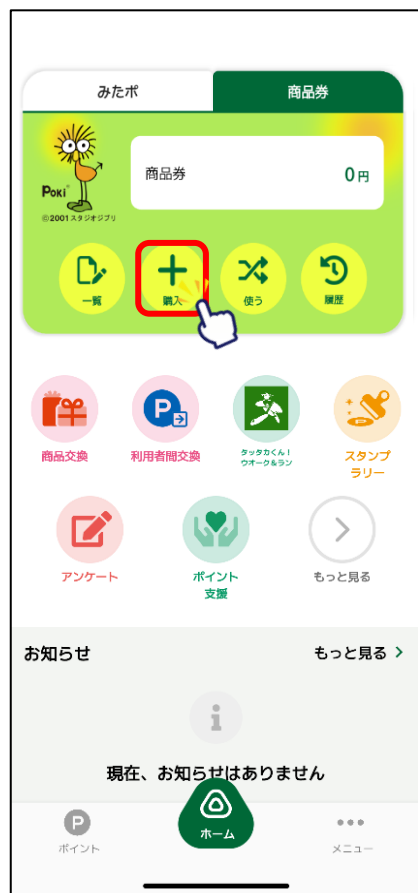 みたポ
商品券
商品券
0円
POKI
©2001 スタジオジブリ
一覧
購入
使う
履歴
P
商品交換
利用者間交換
タッタカくん！
ウオーク&ラン
スタンプ
ラリー
アンケート
ポイント
支援
もっと見る
お知らせ
もっと見る
現在、お知らせはありません
P
ポイント
ホーム
メニュー